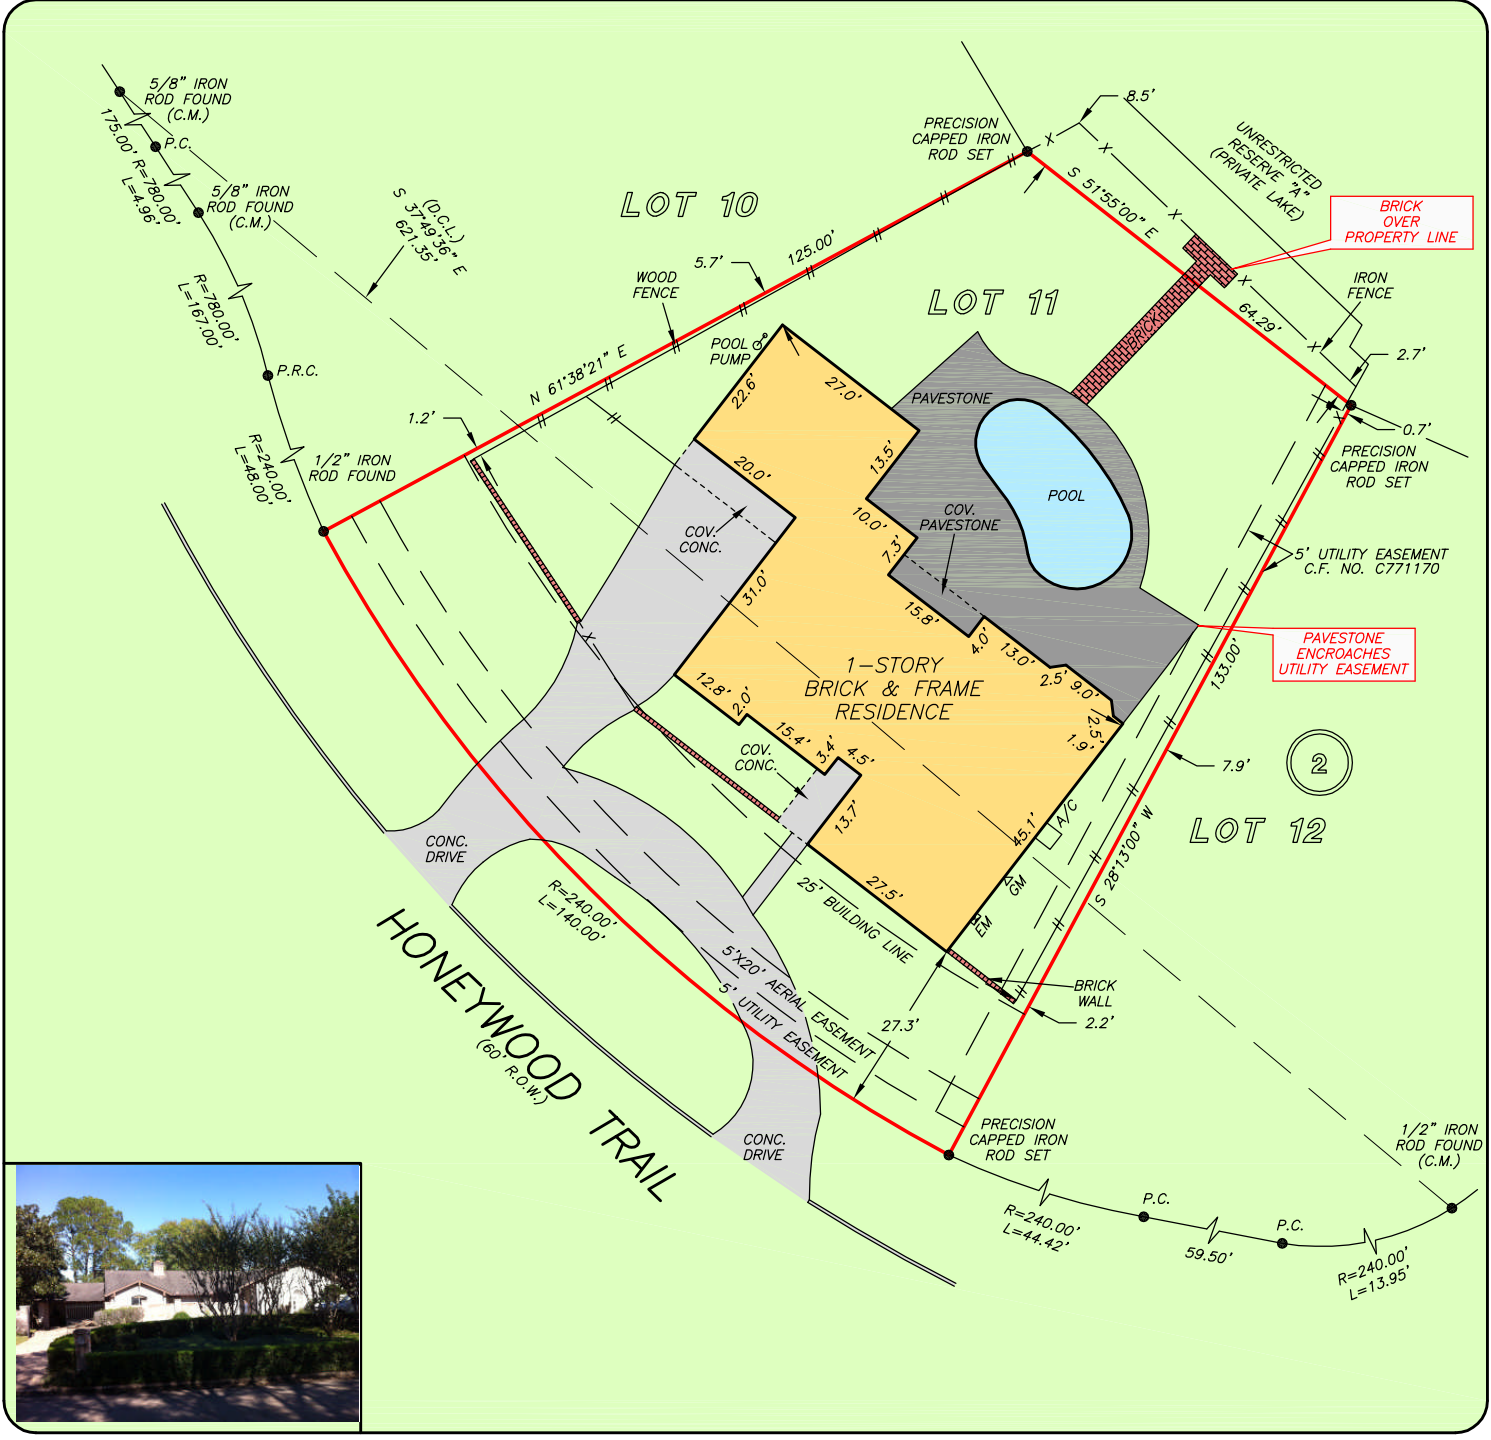 5/8" IRON
ROD FOUND
(C.M.)
175.00'
P.C.
R=780.00'
L=4.96'
5/8" IRON
ROD FOUND
(C.M.)
R=780.00'
L=167.00'
P.R.C.
R=240.00'
L=48.00'
1/2" IRON
ROD FOUND
(D.C.L.)
S 37°49'36" E
621.35'
LOT 10
PRECISION
CAPPED IRON
ROD SET
8.5'
UNRESTRICTED
RESERVE "A"
(PRIVATE LAKE)
BRICK
OVER
PROPERTY LINE
S 51°55'00" E
64.29'
IRON
FENCE
2.7'
0.7'
PRECISION
CAPPED IRON
ROD SET
125.00'
5.7'
WOOD
FENCE
N 61°38'21" E
1.2'
LOT 11
POOL
PUMP
BRICK
PAVESTONE
POOL
COV.
PAVESTONE
22.6'
27.0'
13.5'
20.0'
10.0'
7.3'
COV.
CONC.
31.0'
15.8'
4.0'
13.0'
2.5'
9.0'
2.5'
1.9'
1-STORY
BRICK & FRAME
RESIDENCE
12.8'
2.0'
15.4'
3.4'
4.5'
COV.
CONC.
13.7'
27.5'
45.1'
A/C
GM
EM
5' UTILITY EASEMENT
C.F. NO. C771170
PAVESTONE
ENCROACHES
UTILITY EASEMENT
133.00'
7.9'
2
LOT 12
S 28°13'00" W
25' BUILDING LINE
CONC.
DRIVE
R=240.00'
L=140.00'
5'X20' AERIAL EASEMENT
5' UTILITY EASEMENT
27.3'
BRICK
WALL
2.2'
HONEYWOOD TRAIL
(60' R.O.W.)
CONC.
DRIVE
PRECISION
CAPPED IRON
ROD SET
1/2" IRON
ROD FOUND
(C.M.)
R=240.00'
L=44.42'
P.C.
59.50'
P.C.
R=240.00'
L=13.95'